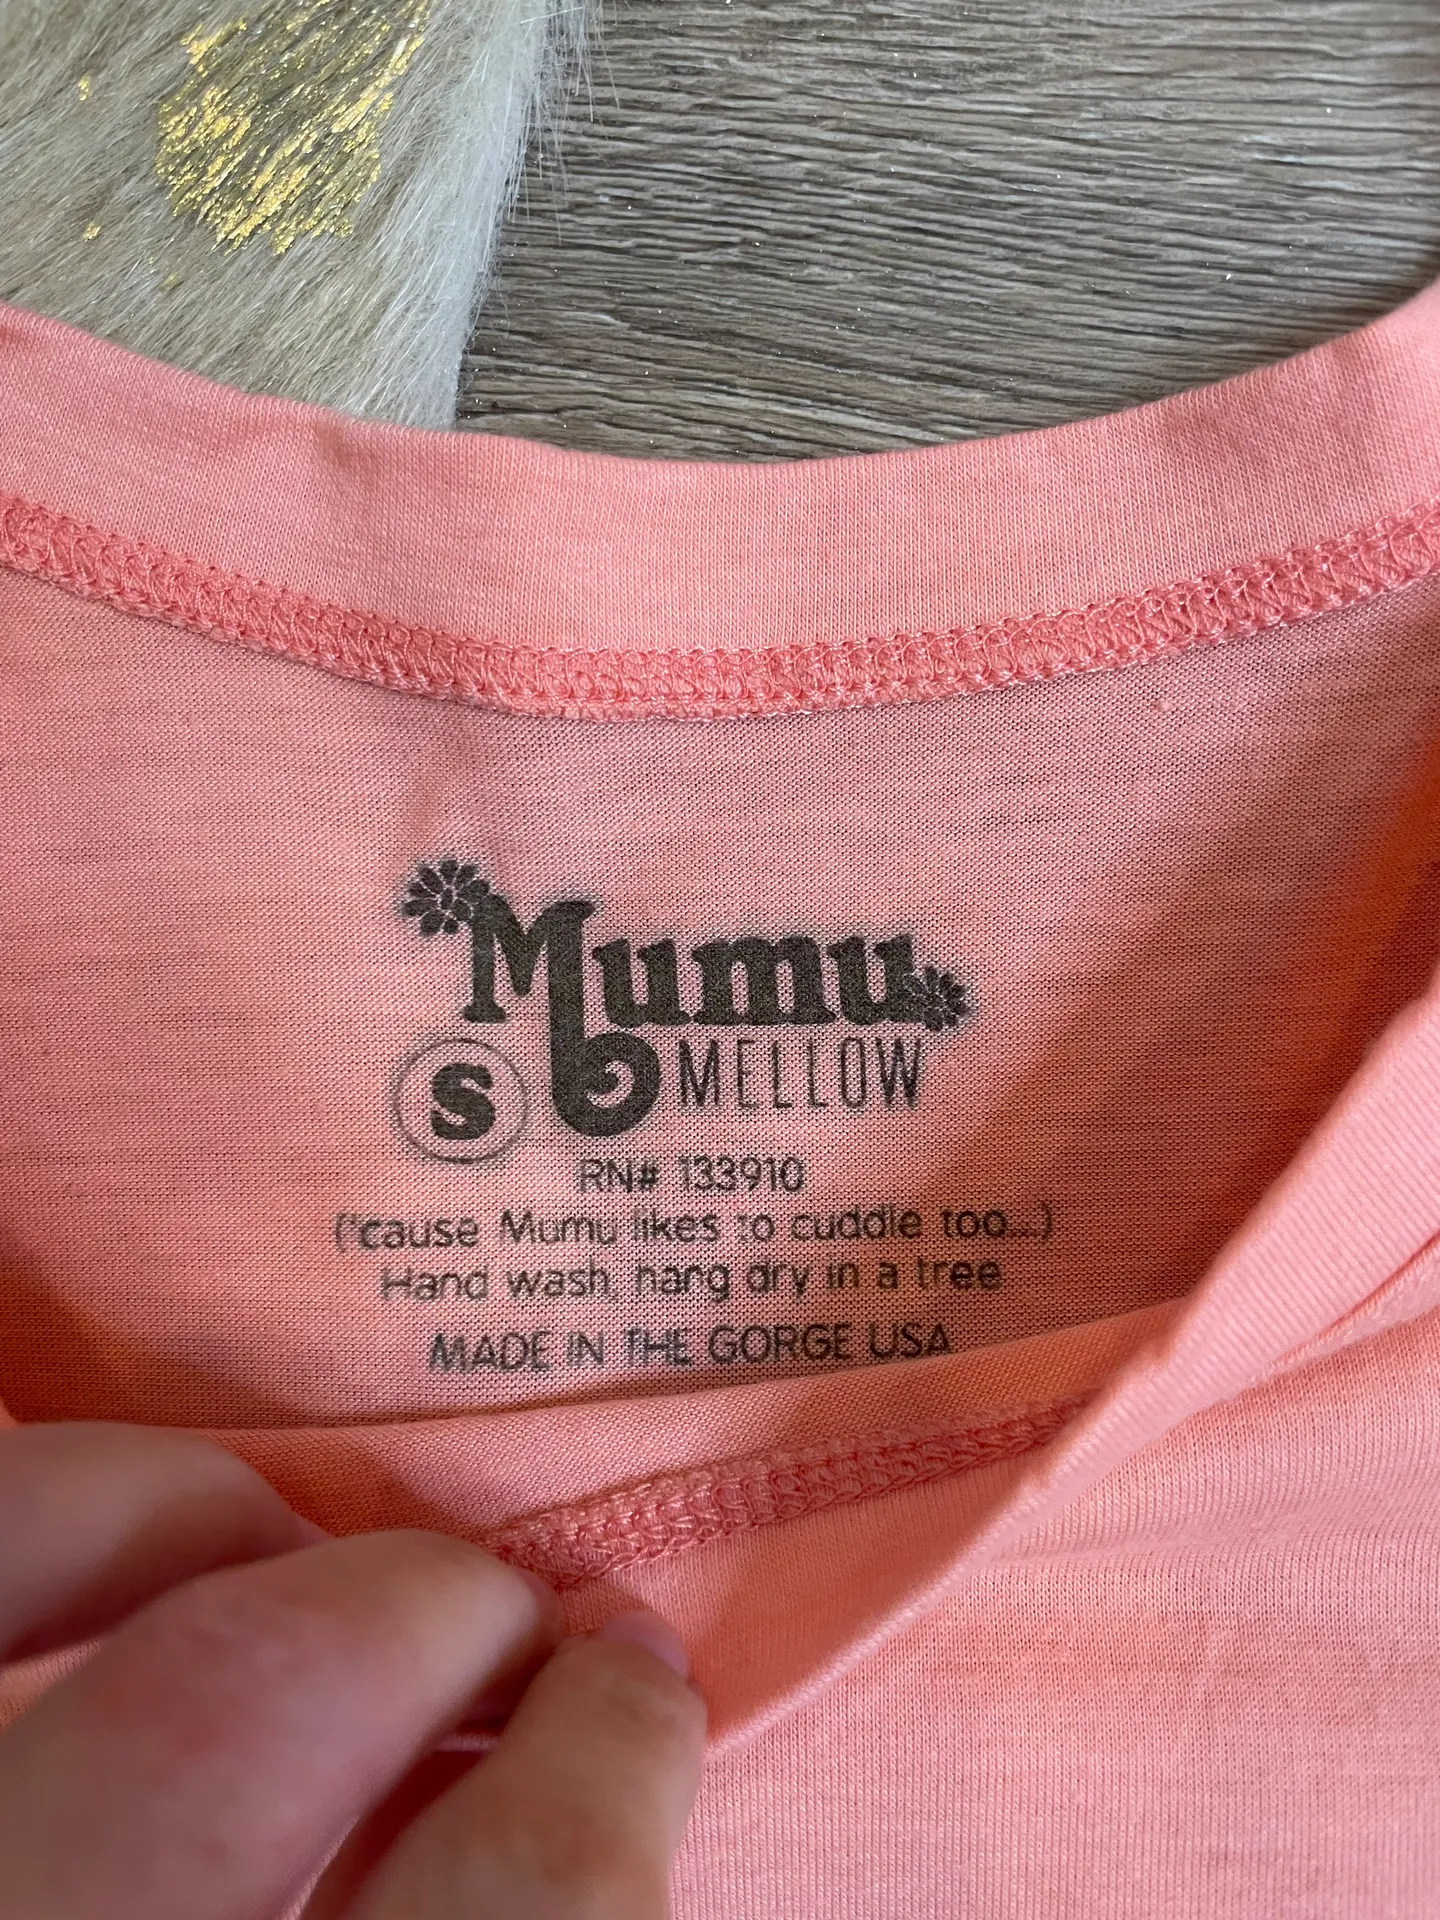 Mumu
S MELLOW
RN# 133910
('cause Mumu likes to cuddle too...)
Hand wash, hang dry in a tree
MADE IN THE GORGE USA